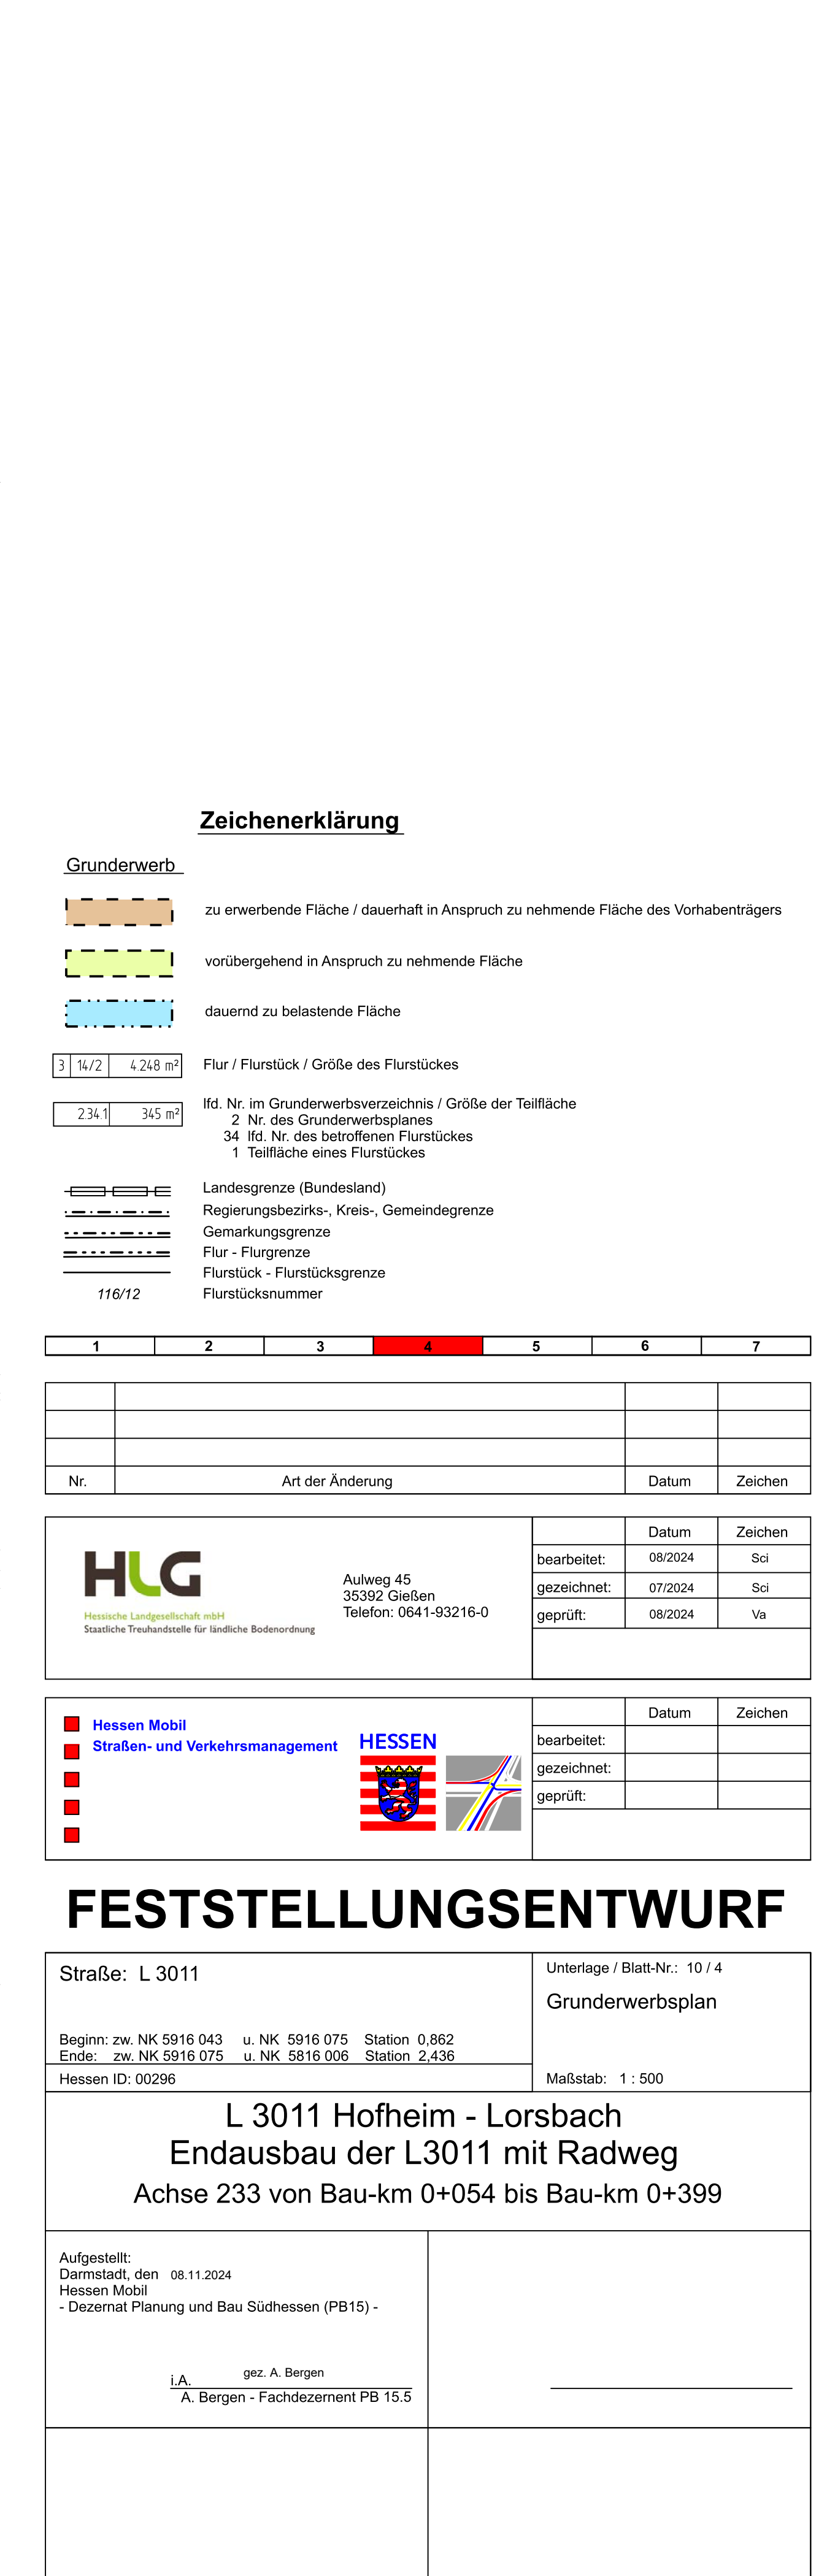 Zeichenerklärung
Grunderwerb
zu erwerbende Fläche / dauerhaft in Anspruch zu nehmende Fläche des Vorhabenträgers
vorübergehend in Anspruch zu nehmende Fläche
dauernd zu belastende Fläche
3 14/2 4.248 m² Flur / Flurstück / Größe des Flurstückes
2.34.1 345 m² lfd. Nr. im Grunderwerbsverzeichnis / Größe der Teilfläche
2 Nr. des Grunderwerbsplanes
34 lfd. Nr. des betroffenen Flurstückes
1 Teilfläche eines Flurstückes
Landesgrenze (Bundesland)
Regierungsbezirks-, Kreis-, Gemeindegrenze
Gemarkungsgrenze
Flur - Flurgrenze
Flurstück - Flurstücksgrenze
116/12 Flurstücksnummer
1 2 3 4 5 6 7
Nr. Art der Änderung Datum Zeichen
HLG
Hessische Landgesellschaft mbH
Staatliche Treuhandstelle für ländliche Bodenordnung
Aulweg 45
35392 Gießen
Telefon: 0641-93216-0
Datum Zeichen
bearbeitet: 08/2024 Sci
gezeichnet: 07/2024 Sci
geprüft: 08/2024 Va
Hessen Mobil
Straßen- und Verkehrsmanagement
HESSEN
Datum Zeichen
bearbeitet:
gezeichnet:
geprüft:
FESTSTELLUNGSENTWURF
Straße: L 3011
Beginn: zw. NK 5916 043 u. NK 5916 075 Station 0,862
Ende: zw. NK 5916 075 u. NK 5816 006 Station 2,436
Hessen ID: 00296
Unterlage / Blatt-Nr.: 10 / 4
Grunderwerbsplan
Maßstab: 1 : 500
L 3011 Hofheim - Lorsbach
Endausbau der L3011 mit Radweg
Achse 233 von Bau-km 0+054 bis Bau-km 0+399
Aufgestellt:
Darmstadt, den 08.11.2024
Hessen Mobil
- Dezernat Planung und Bau Südhessen (PB15) -
i.A. gez. A. Bergen
A. Bergen - Fachdezernent PB 15.5